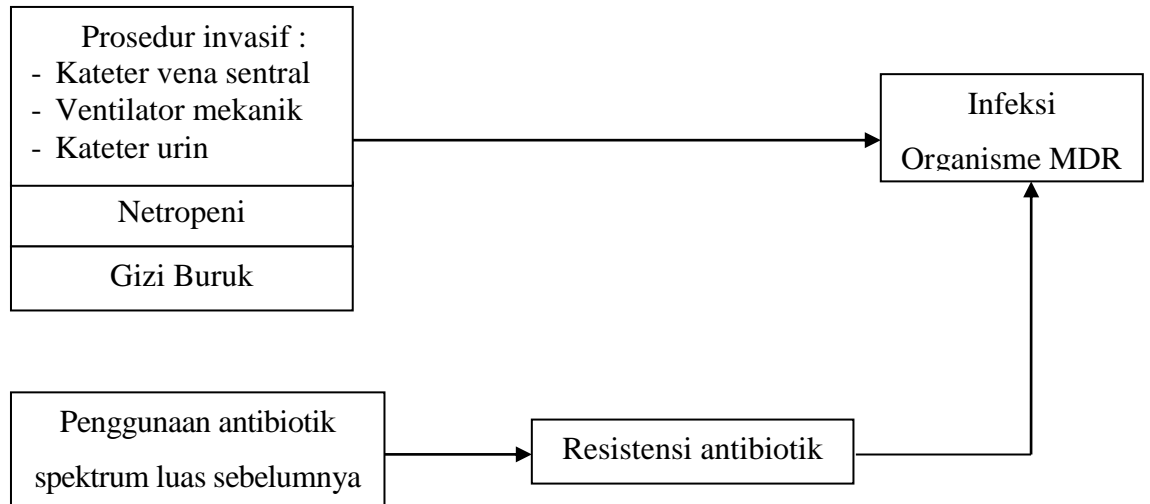 Prosedur invasif :
- Kateter vena sentral
- Ventilator mekanik
- Kateter urin
Netropeni
Gizi Buruk
Infeksi
Organisme MDR
Penggunaan antibiotik
spektrum luas sebelumnya
Resistensi antibiotik